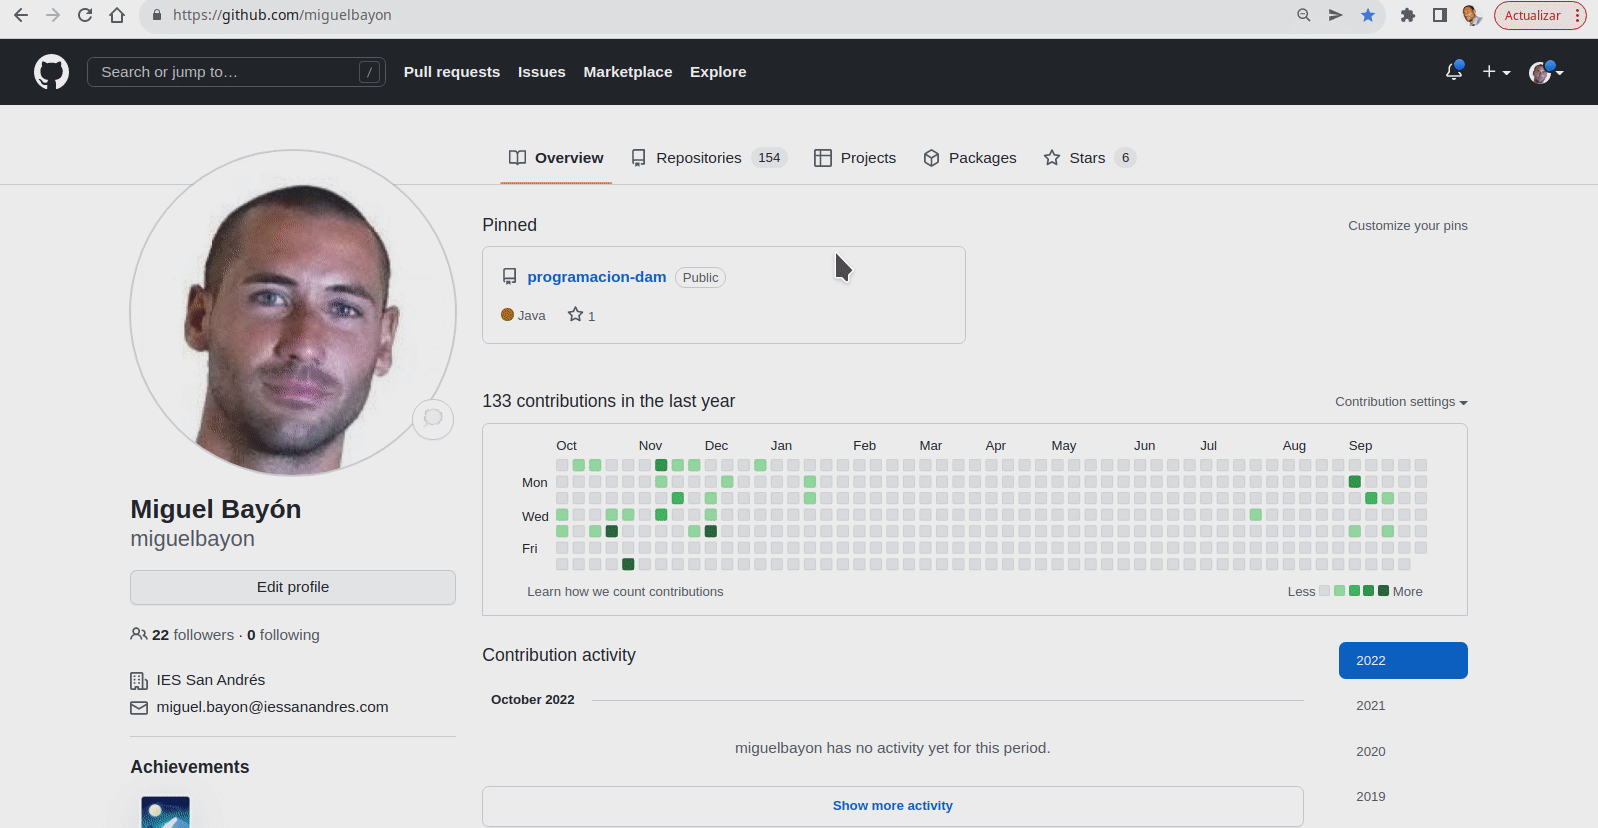 https://github.com/miguelbayon
Actualizar
Search or jump to… /
Pull requests Issues Marketplace Explore
Overview Repositories 154 Projects Packages Stars 6
Pinned
Customize your pins
programacion-dam Public
Java 1
133 contributions in the last year
Contribution settings
Oct Nov Dec Jan Feb Mar Apr May Jun Jul Aug Sep
Mon
Wed
Fri
Learn how we count contributions
Less More
Miguel Bayón
miguelbayon
Edit profile
22 followers · 0 following
IES San Andrés
miguel.bayon@iessanandres.com
Achievements
Contribution activity
October 2022
miguelbayon has no activity yet for this period.
Show more activity
2022
2021
2020
2019